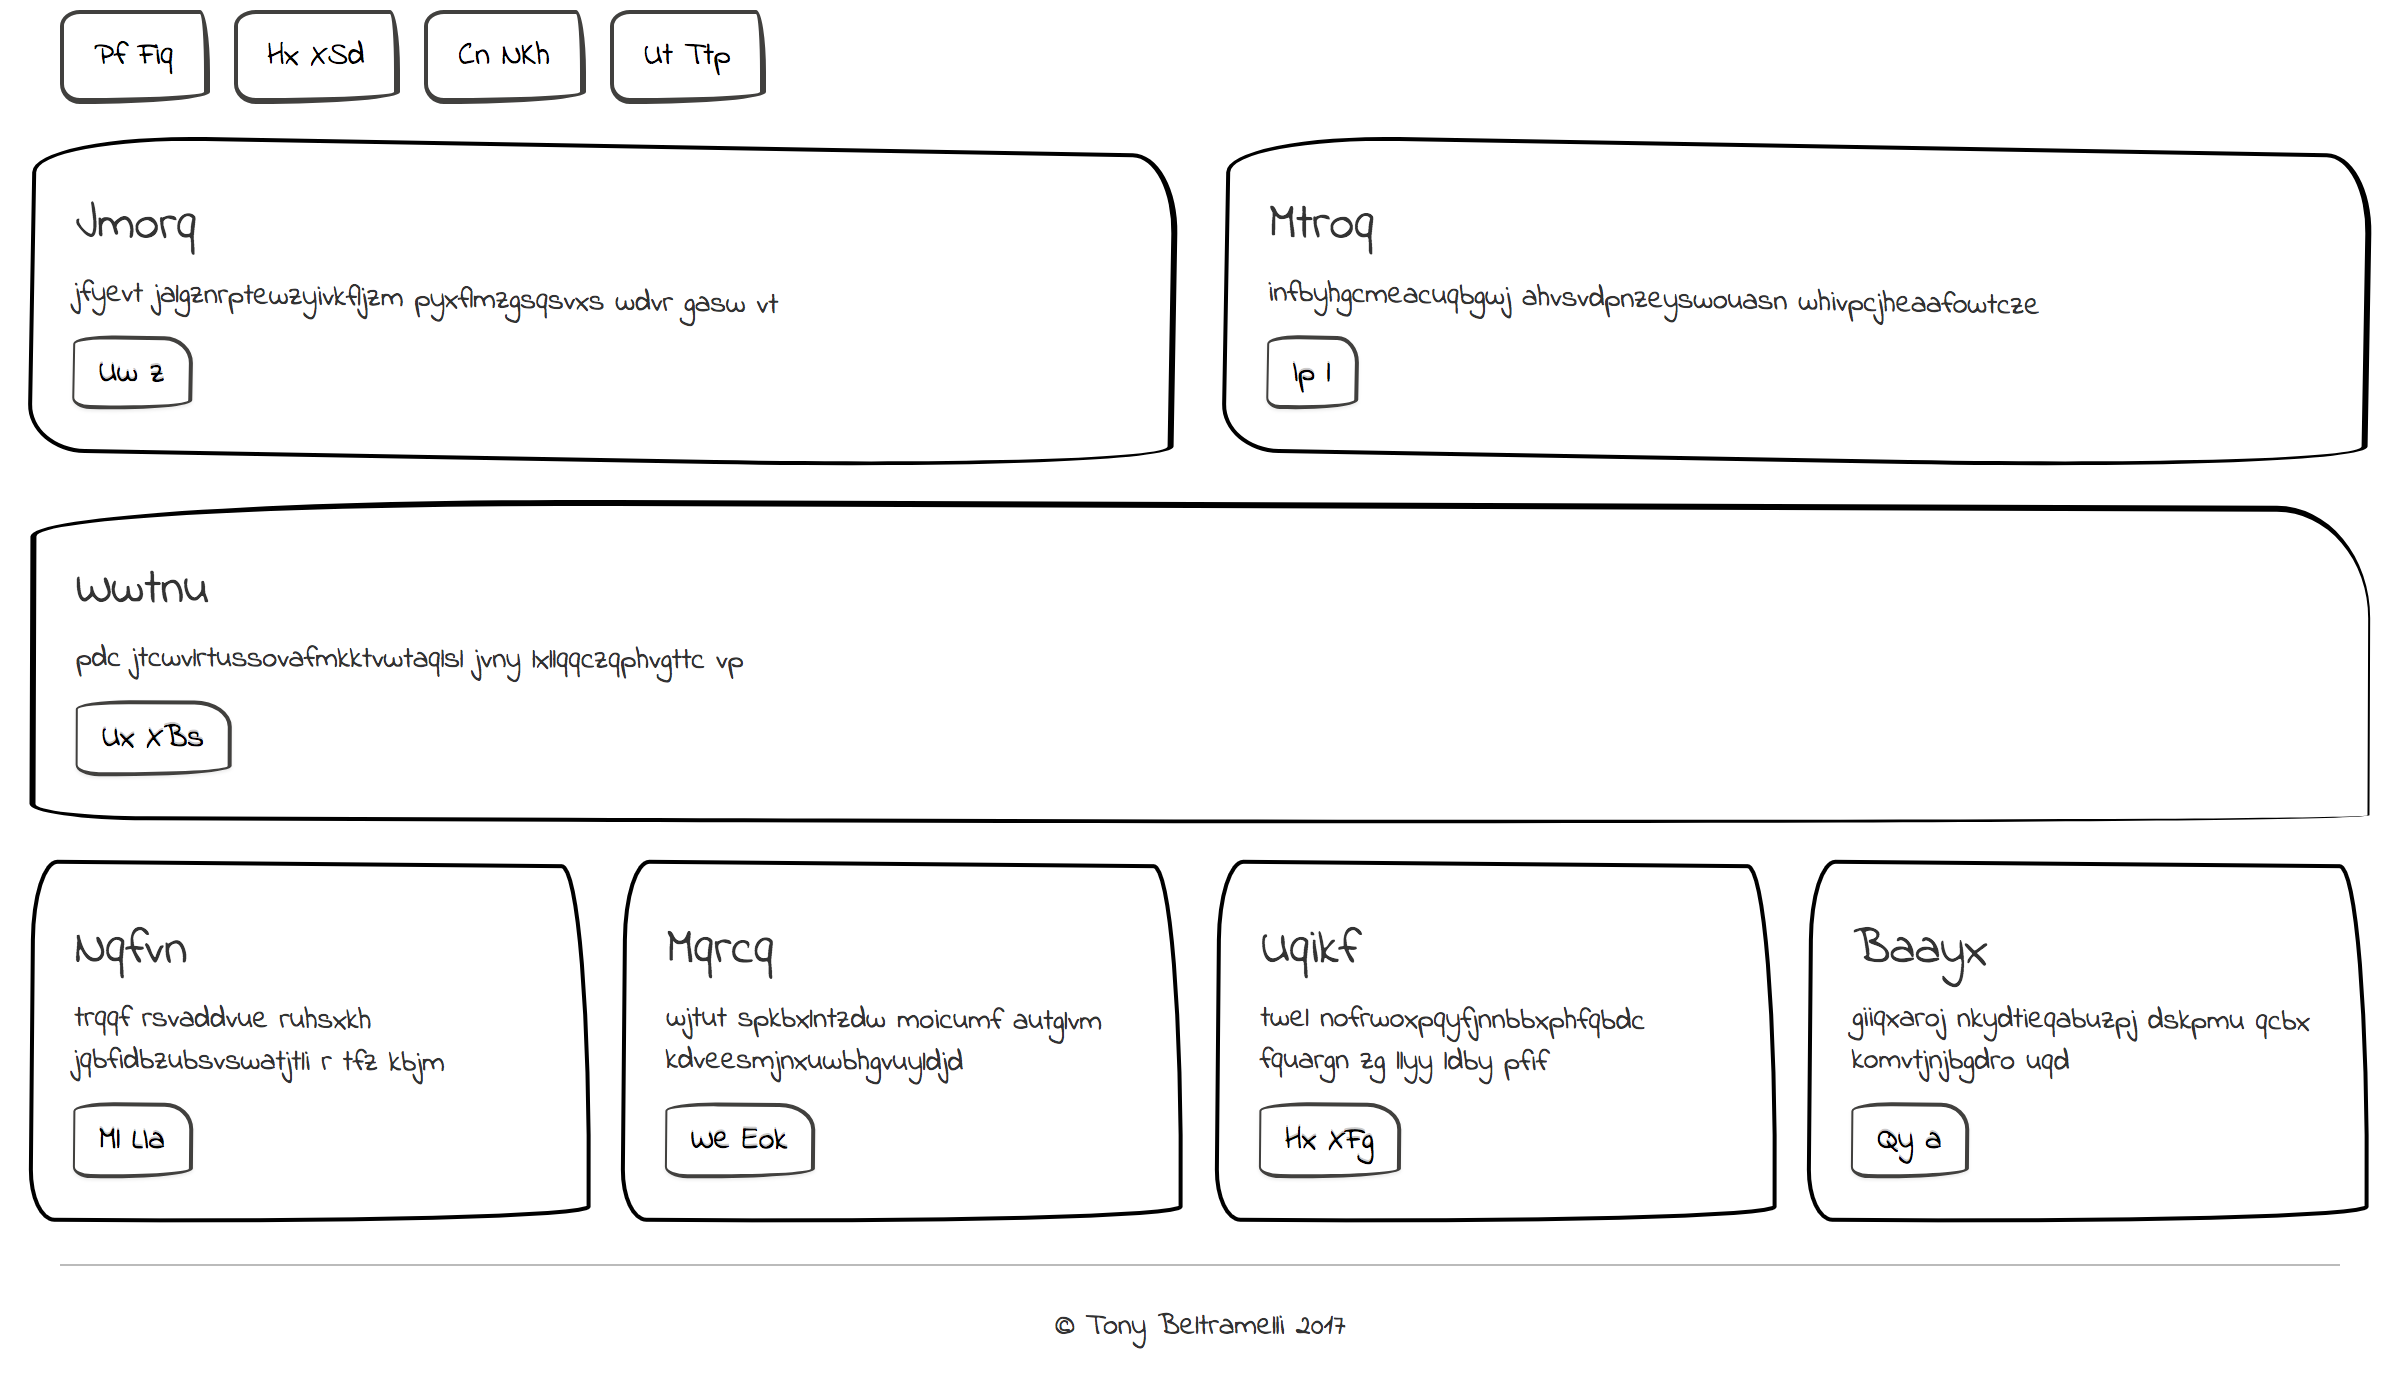 Pf Fiq
Hx XSd
Cn NKh
Ut Ttp
Jmorq
jfyevt jalgznrptewzyivkfljzm pyxflmzgsqsvxs wdvr gasw vt
Uw z
Mtroq
infbyhgcmeacuqbgwj ahvsvdpnzeyswouasn whivpcjheaafowtcze
Ip l
Wwtnu
pdc jtcwvlrtussovafmkktvwtaqlsl jvny lxllqqczqphvgttc vp
Ux XBs
Nqfvn
trqqf rsvaddvue ruhsxkh
jqbfidbzubsvswatjtli r tfz kbjm
Ml Lla
Mqrcq
wjtut spkbxlntzdw moicumf autglvm
kdveesmjnxuwbhgvuyldjd
We Eok
Uqikf
twel nofrwoxpqyfjnnbbxphfqbdc
fquargn zg llyy ldby pfif
Hx XFg
Baayx
giiqxaroj nkydtieqabuzpj dskpmu qcbx
komvtjnjbgdro uqd
Qy a
© Tony Beltramelli 2017